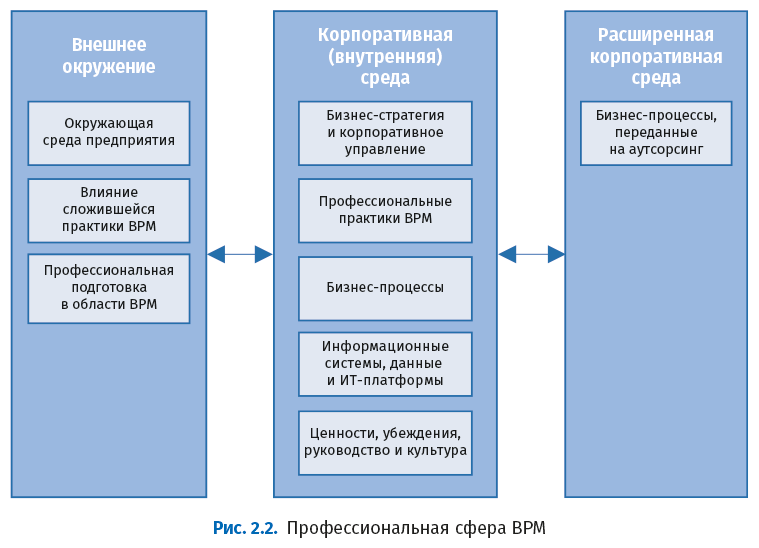 Внешнее
окружение
Окружающая
среда предприятия
Влияние
сложившейся
практики BPM
Профессиональная
подготовка
в области BPM
Корпоративная
(внутренняя)
среда
Бизнес-стратегия
и корпоративное
управление
Профессиональные
практики BPM
Бизнес-процессы
Информационные
системы, данные
и ИТ-платформы
Ценности, убеждения,
руководство и культура
Расширенная
корпоративная
среда
Бизнес-процессы,
переданные
на аутсорсинг
Рис. 2.2. Профессиональная сфера BPM